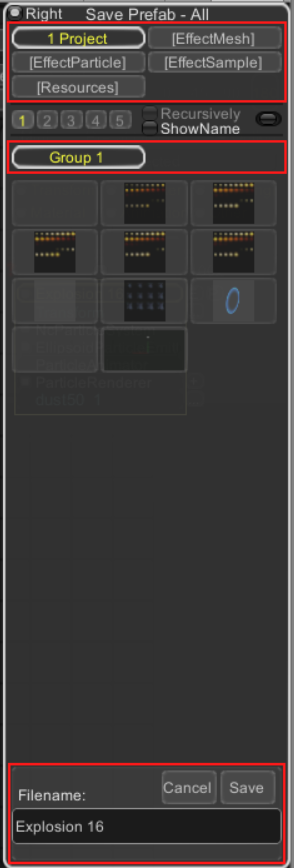 Right Save Prefab - All
1 Project [EffectMesh]
[EffectParticle] [EffectSample]
[Resources]
1 2 3 4 5 Recursively
ShowName
Group 1
ParticleRenderer
dust50_1
Cancel Save
Filename:
Explosion 16